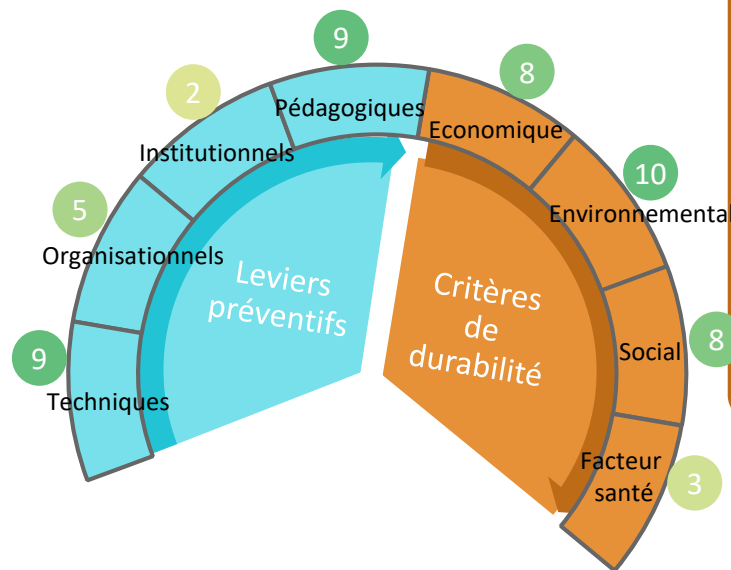 9
8
2
Pédagogiques
Economique
Institutionnels
10
5
Environnemental
Organisationnels
Leviers
préventifs
Critères
de
durabilité
9
Techniques
Social
8
Facteur
santé
3